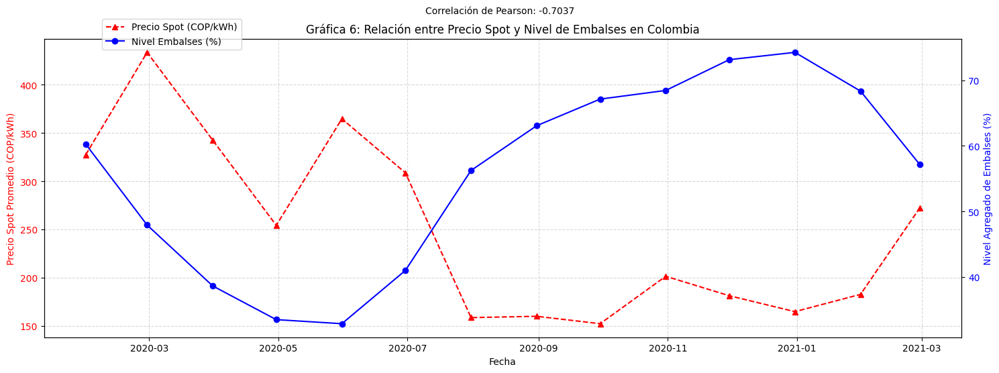 Correlación de Pearson: -0.7037
Gráfica 6: Relación entre Precio Spot y Nivel de Embalses en Colombia
Precio Spot (COP/kWh)
Nivel Embalses (%)
Precio Spot Promedio (COP/kWh)
400
350
300
250
200
150
70
60
50
40
Nivel Agregado de Embalses (%)
2020-03 2020-05 2020-07 2020-09 2020-11 2021-01 2021-03
Fecha